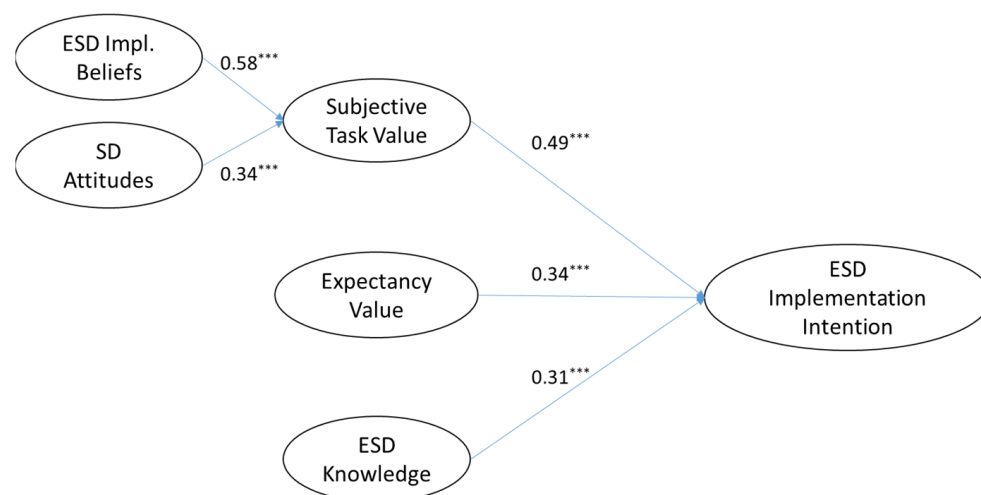 ESD Impl.
Beliefs
0.58***
SD
Attitudes
0.34***
Subjective
Task Value
0.49***
Expectancy
Value
0.34***
ESD
Implementation
Intention
0.31***
ESD
Knowledge